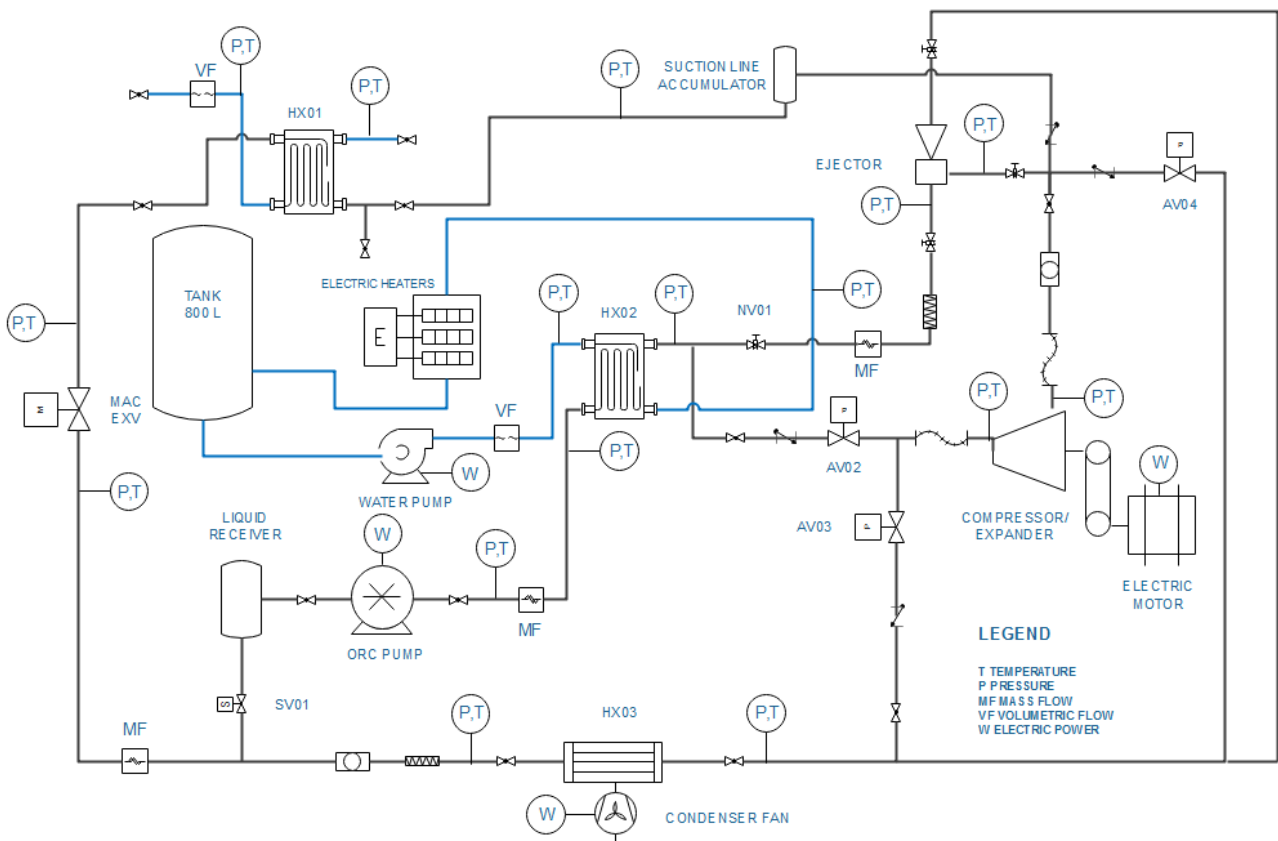 P,T
VF
P,T
HX01
P,T
SUCTION LINE
ACCUMULATOR
P,T
EJECTOR
P
AV04
P,T
TANK
800 L
ELECTRIC HEATERS
E
P,T
HX02
P,T
NV01
P,T
MF
P,T
M
MAC
EXV
VF
P
AV02
P,T
P,T
W
WATER PUMP
P,T
P,T
LIQUID
RECEIVER
W
P,T
AV03
P
COMPRESSOR/
EXPANDER
W
ELECTRIC
MOTOR
MF
ORC PUMP
S
SV01
LEGEND
T TEMPERATURE
P PRESSURE
MF MASS FLOW
VF VOLUMETRIC FLOW
W ELECTRIC POWER
MF
P,T
HX03
P,T
W
CONDENSER FAN